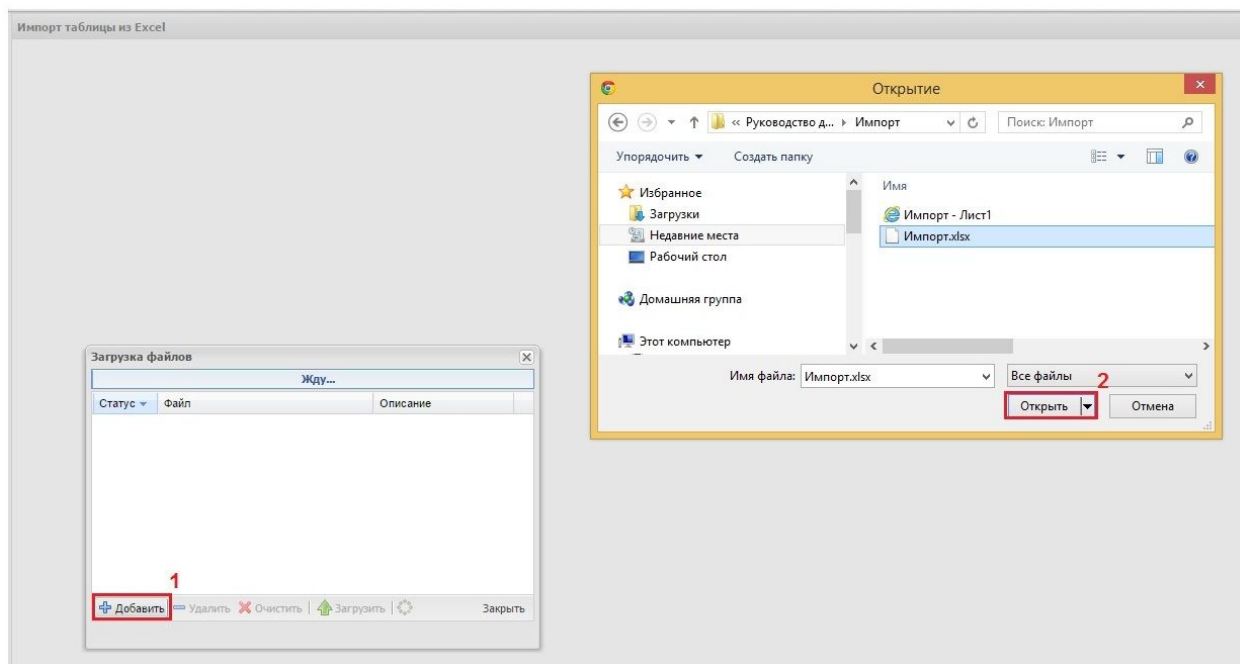 Импорт таблицы из Excel
Открытие
« Руководство д... Импорт
Поиск: Импорт
Упорядочить
Создать папку
Избранное
Загрузки
Недавние места
Рабочий стол
Домашняя группа
Этот компьютер
Имя
Импорт - Лист1
Импорт.xlsx
Имя файла: Импорт.xlsx
Все файлы
2
Открыть
Отмена
Загрузка файлов
Жду...
Статус Файл Описание
1
Добавить Удалить Очистить Загрузить Закрыть